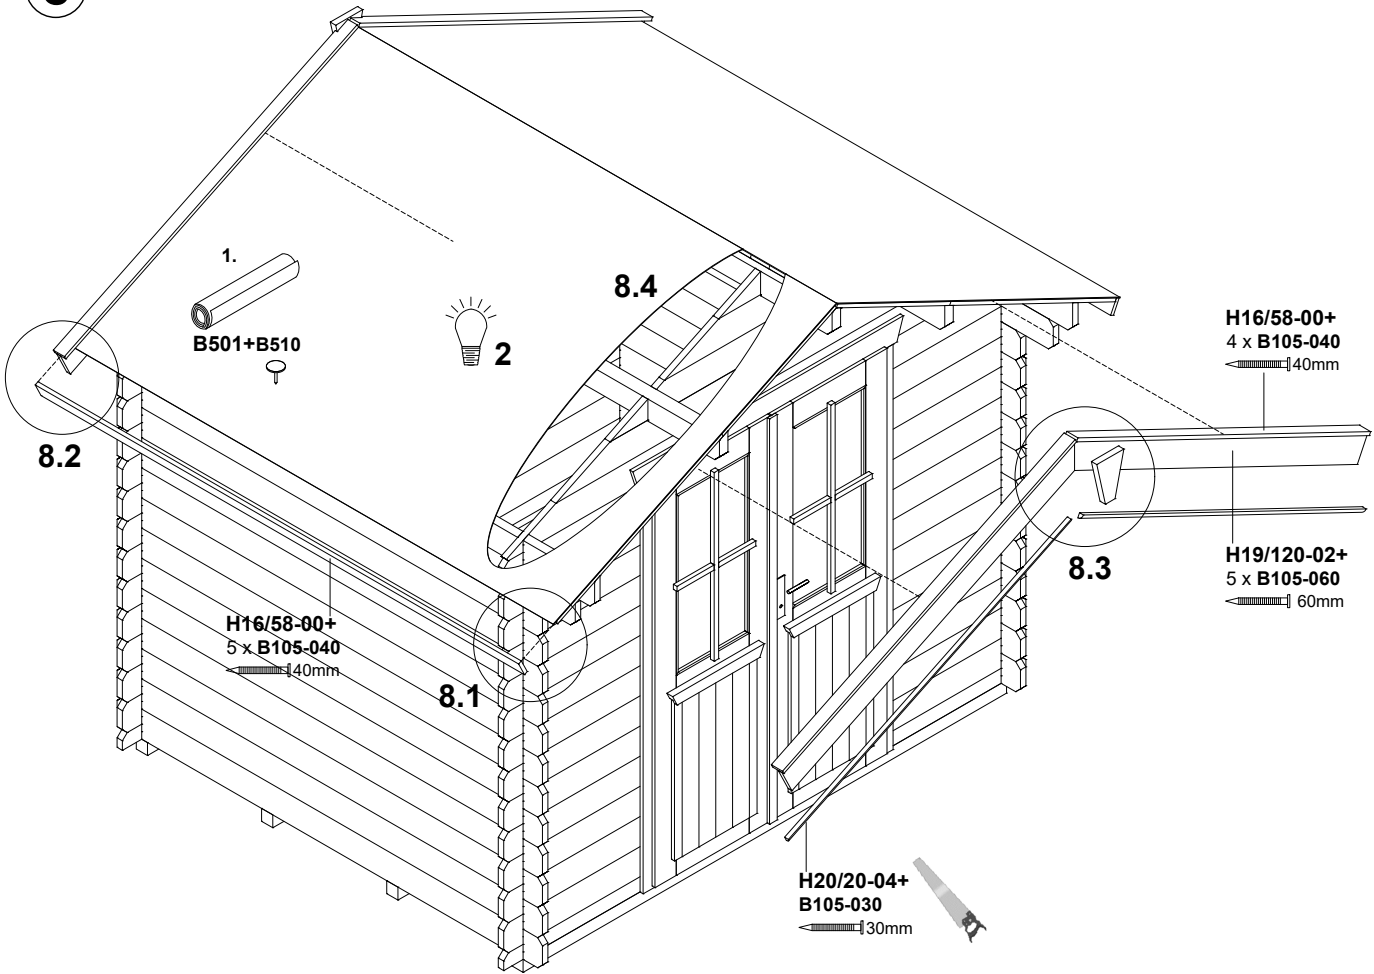 1.
B501+B510
2
8.4
8.2
H16/58-00+
4 x B105-040
40mm
8.3
H19/120-02+
5 x B105-060
60mm
H16/58-00+
5 x B105-040
40mm
8.1
H20/20-04+
B105-030
30mm